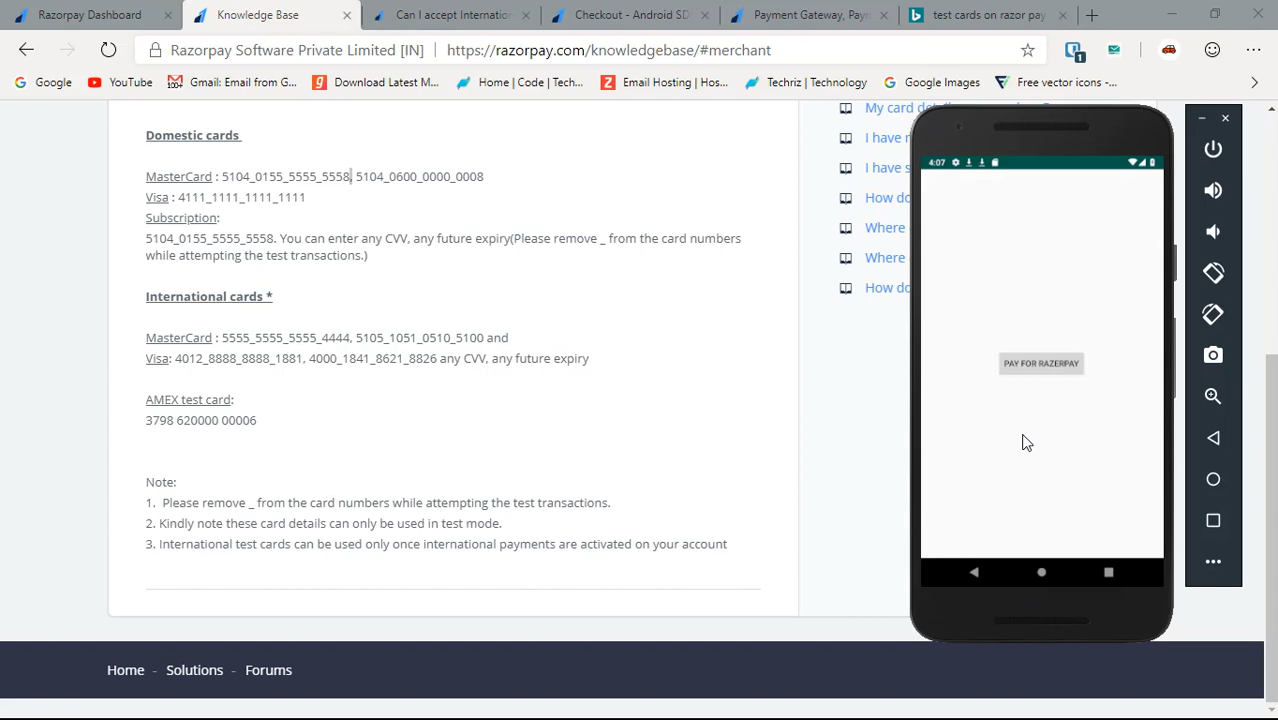 Razorpay Dashboard
Knowledge Base
Can I accept Internatio
Checkout - Android SD
Payment Gateway, Payn
test cards on razor pay
Razorpay Software Private Limited [IN]
https://razorpay.com/knowledgebase/#merchant
1
Google
YouTube
Gmail: Email from G...
Download Latest M...
Home | Code | Tech...
Email Hosting | Hos...
Techriz | Technology
Google Images
Free vector icons -...
Domestic cards
MasterCard : 5104_0155_5555_5558, 5104_0600_0000_0008
Visa : 4111_1111_1111_1111
Subscription:
5104_0155_5555_5558. You can enter any CVV, any future expiry(Please remove _ from the card numbers
while attempting the test transactions.)
International cards *
MasterCard : 5555_5555_5555_4444, 5105_1051_0510_5100 and
Visa: 4012_8888_8888_1881, 4000_1841_8621_8826 any CVV, any future expiry
AMEX test card:
3798 620000 00006
Note:
1. Please remove _ from the card numbers while attempting the test transactions.
2. Kindly note these card details can only be used in test mode.
3. International test cards can be used only once international payments are activated on your account
My card
I have
I have s
How do
Where
Where
How do
4:07
PAY FOR RAZERPAY
Home - Solutions - Forums